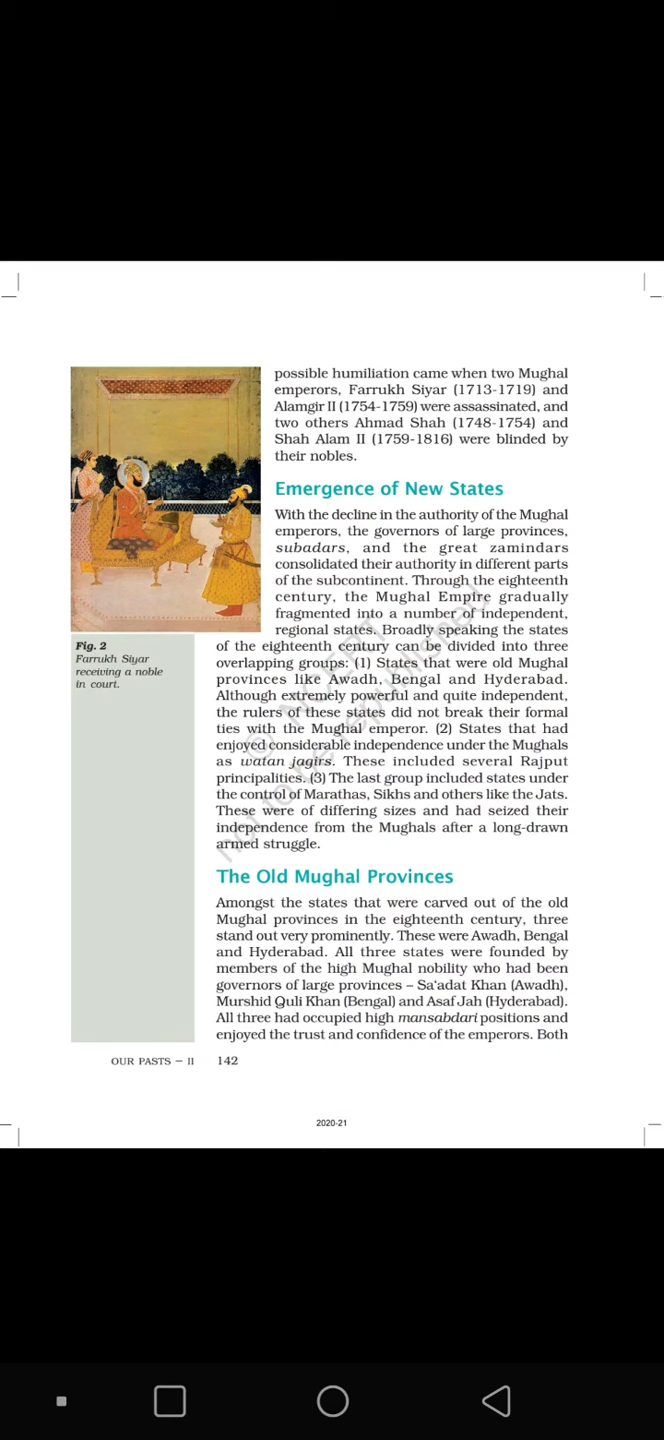 possible humiliation came when two Mughal
emperors, Farrukh Siyar (1713-1719) and
Alamgir II (1754-1759) were assassinated, and
two others Ahmad Shah (1748-1754) and
Shah Alam II (1759-1816) were blinded by
their nobles.
Emergence of New States
With the decline in the authority of the Mughal
emperors, the governors of large provinces,
subadars, and the great zamindars
consolidated their authority in different parts
of the subcontinent. Through the eighteenth
century, the Mughal Empire gradually
fragmented into a number of independent,
regional states. Broadly speaking the states
of the eighteenth century can be divided into three
overlapping groups: (1) States that were old Mughal
provinces like Awadh, Bengal and Hyderabad.
Although extremely powerful and quite independent,
the rulers of these states did not break their formal
ties with the Mughal emperor. (2) States that had
enjoyed considerable independence under the Mughals
as watan jagirs. These included several Rajput
principalities. (3) The last group included states under
the control of Marathas, Sikhs and others like the Jats.
These were of differing sizes and had seized their
independence from the Mughals after a long-drawn
armed struggle.
Fig. 2
Farrukh Siyar
receiving a noble
in court.
The Old Mughal Provinces
Amongst the states that were carved out of the old
Mughal provinces in the eighteenth century, three
stand out very prominently. These were Awadh, Bengal
and Hyderabad. All three states were founded by
members of the high Mughal nobility who had been
governors of large provinces – Sa'adat Khan (Awadh),
Murshid Quli Khan (Bengal) and Asaf Jah (Hyderabad).
All three had occupied high mansabdari positions and
enjoyed the trust and confidence of the emperors. Both
OUR PASTS – II 142
2020-21
© NCERT
not to be republished